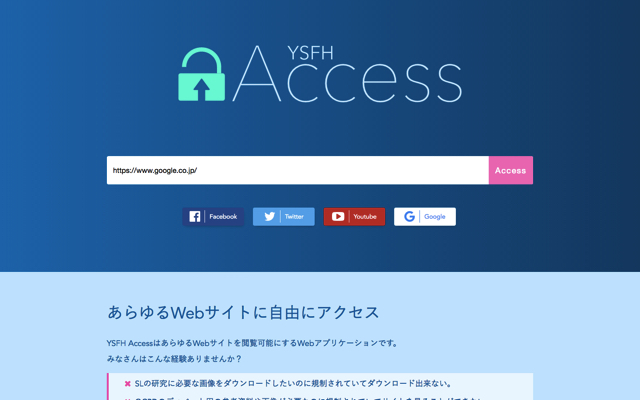 YSFH
Access
https://www.google.co.jp/
Access
Facebook
Twitter
Youtube
Google
あらゆるWebサイトに自由にアクセス
YSFH AccessはあらゆるWebサイトを閲覧可能にするWebアプリケーションです。
みなさんはこんな経験ありませんか？
SLの研究に必要な画像をダウンロードしたいのに規制されていてダウンロード出来ない。